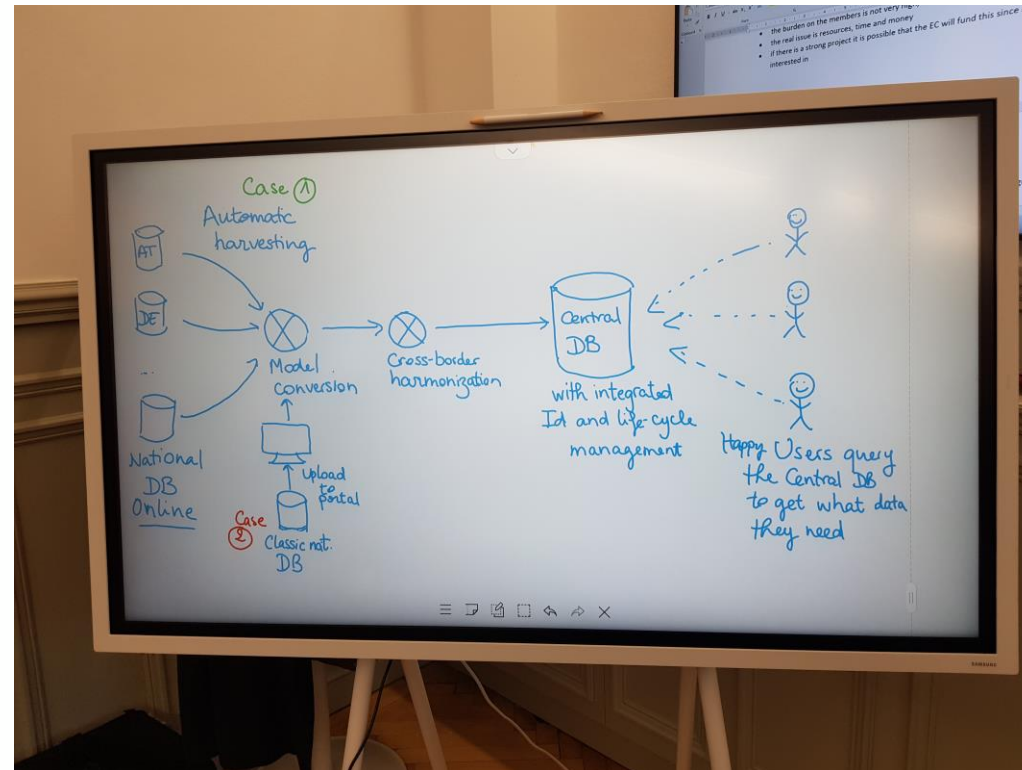 the burden on the members is not very
the real issue is resources, time and money
if there is a strong project it is possible that the EC will fund this since
interested in
Case 1
Automatic
harvesting
AT
DE
...
National
DB
Online
Model
conversion
Cross-border
harmonization
Upload
to
portal
Case
2
Classic nat.
DB
Central
DB
with integrated
Id and life-cycle
management
Happy Users query
the Central DB
to get what data
they need
SAMSUNG